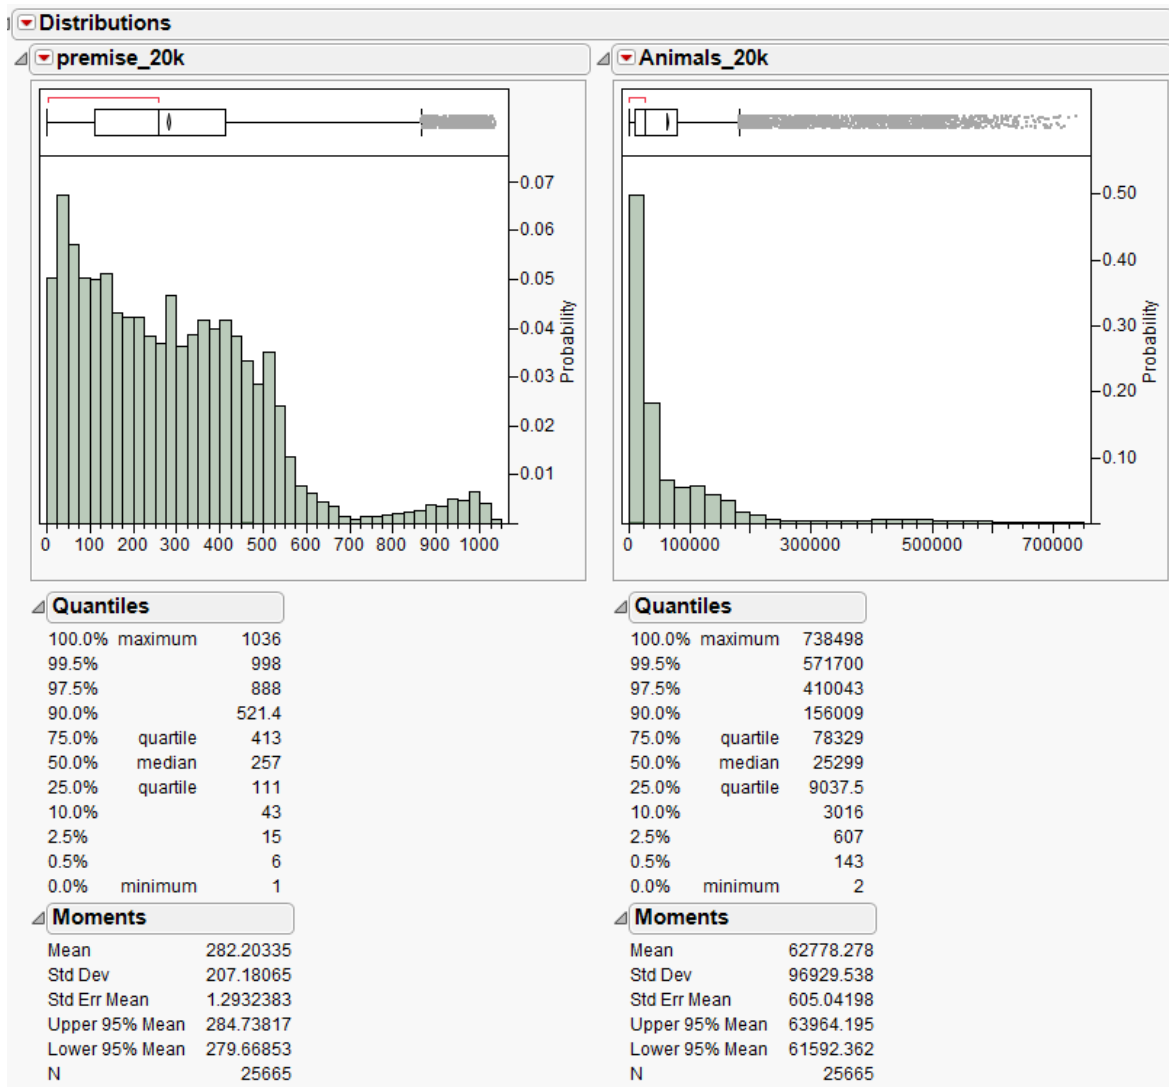 Distributions
premise_20k
0.07
0.06
0.05
0.04
0.03
0.02
0.01
Probability
0 100 200 300 400 500 600 700 800 900 1000
Quantiles
100.0% maximum 1036
99.5% 998
97.5% 888
90.0% 521.4
75.0% quartile 413
50.0% median 257
25.0% quartile 111
10.0% 43
2.5% 15
0.5% 6
0.0% minimum 1
Moments
Mean 282.20335
Std Dev 207.18065
Std Err Mean 1.2932383
Upper 95% Mean 284.73817
Lower 95% Mean 279.66853
N 25665
Animals_20k
0.50
0.40
0.30
0.20
0.10
Probability
0 100000 300000 500000 700000
Quantiles
100.0% maximum 738498
99.5% 571700
97.5% 410043
90.0% 156009
75.0% quartile 78329
50.0% median 25299
25.0% quartile 9037.5
10.0% 3016
2.5% 607
0.5% 143
0.0% minimum 2
Moments
Mean 62778.278
Std Dev 96929.538
Std Err Mean 605.04198
Upper 95% Mean 63964.195
Lower 95% Mean 61592.362
N 25665